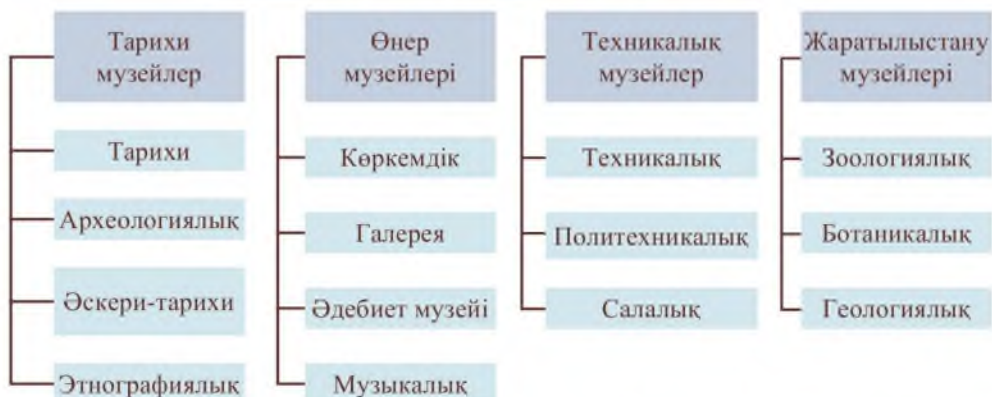 Тарихи
музейлер
Тарихи
Археологиялық
Әскери-тарихи
Этнографиялық
Өнер
музейлері
Көркемдік
Галерея
Әдебиет музейі
Музыкалық
Техникалық
музейлер
Техникалық
Политехникалық
Салалық
Жаратылыстану
музейлері
Зоологиялық
Ботаникалық
Геологиялық